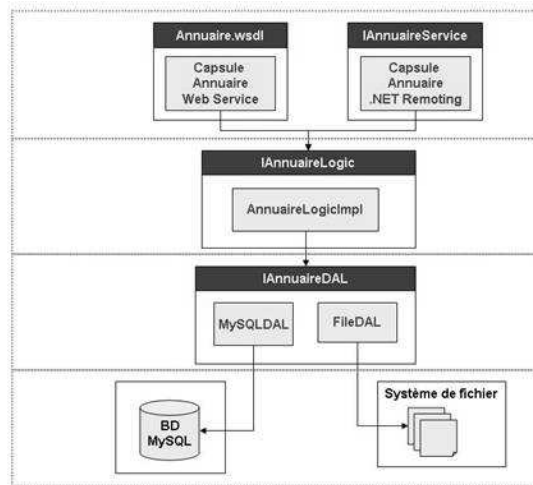 Annuaire.wsdl
Capsule
Annuaire
Web Service
IAnnuaireService
Capsule
Annuaire
.NET Remoting
IAnnuaireLogic
AnnuaireLogicImpl
IAnnuaireDAL
MySQLDAL
FileDAL
BD
MySQL
Système de fichier